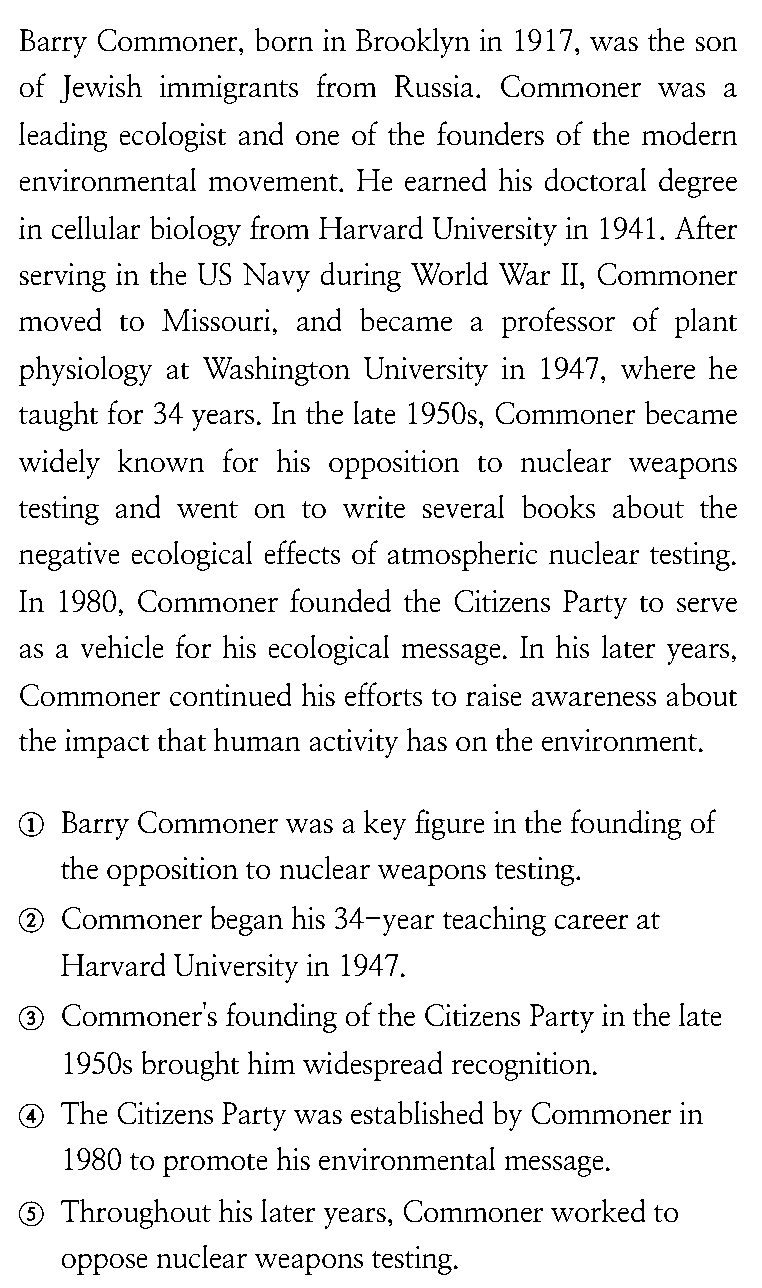 Barry Commoner, born in Brooklyn in 1917, was the son
of Jewish immigrants from Russia. Commoner was a
leading ecologist and one of the founders of the modern
environmental movement. He earned his doctoral degree
in cellular biology from Harvard University in 1941. After
serving in the US Navy during World War II, Commoner
moved to Missouri, and became a professor of plant
physiology at Washington University in 1947, where he
taught for 34 years. In the late 1950s, Commoner became
widely known for his opposition to nuclear weapons
testing and went on to write several books about the
negative ecological effects of atmospheric nuclear testing.
In 1980, Commoner founded the Citizens Party to serve
as a vehicle for his ecological message. In his later years,
Commoner continued his efforts to raise awareness about
the impact that human activity has on the environment.
① Barry Commoner was a key figure in the founding of
the opposition to nuclear weapons testing.
② Commoner began his 34-year teaching career at
Harvard University in 1947.
③ Commoner's founding of the Citizens Party in the late
1950s brought him widespread recognition.
④ The Citizens Party was established by Commoner in
1980 to promote his environmental message.
⑤ Throughout his later years, Commoner worked to
oppose nuclear weapons testing.